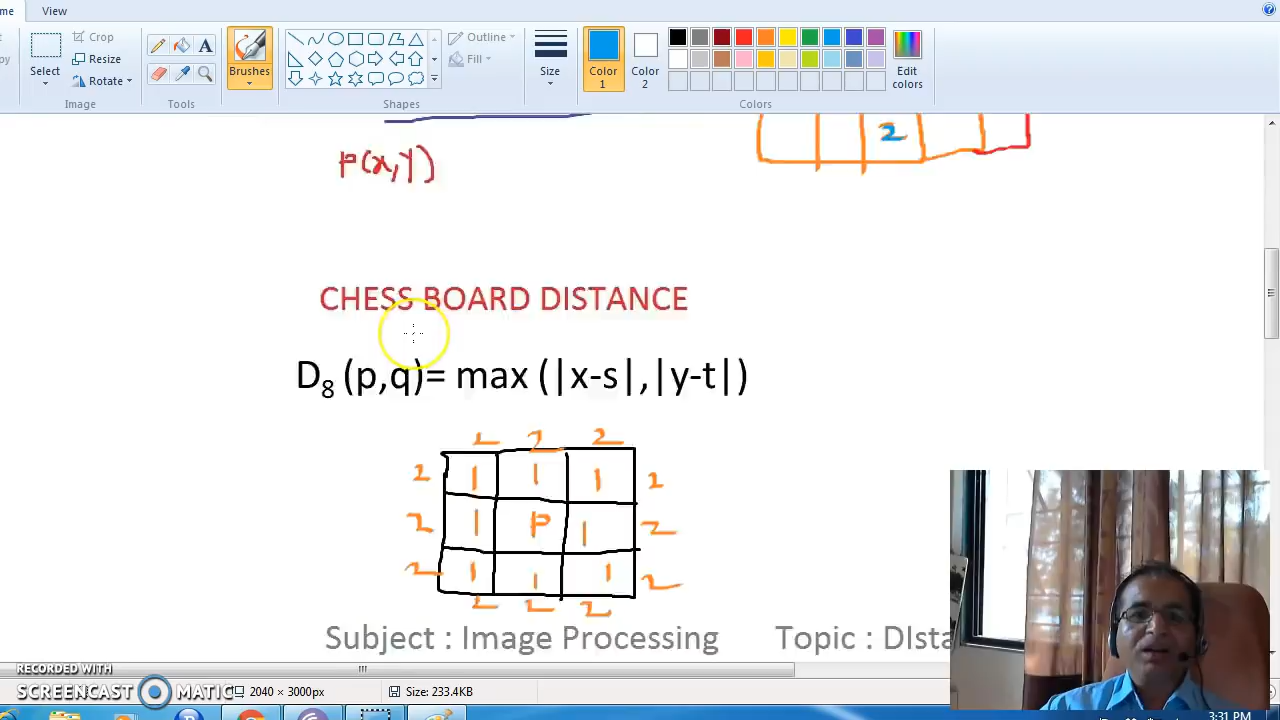 me View
Crop
Resize
Rotate
Select
Image
Tools
A
Brushes
Outline
Fill
Shapes
Size
Color 1
Color 2
Edit colors
Colors
2
P(x,y)
CHESS BOARD DISTANCE
D8 (p,q)= max (|x-s|,|y-t|)
2 2 2
2 1 1 1 2
2 1 P 1 2
2 1 1 1 2
2 2 2
Subject : Image Processing Topic : DIsta
RECORDED WITH
SCREENCAST MATIC
2040 × 3000px
Size: 233.4KB
3:31 PM